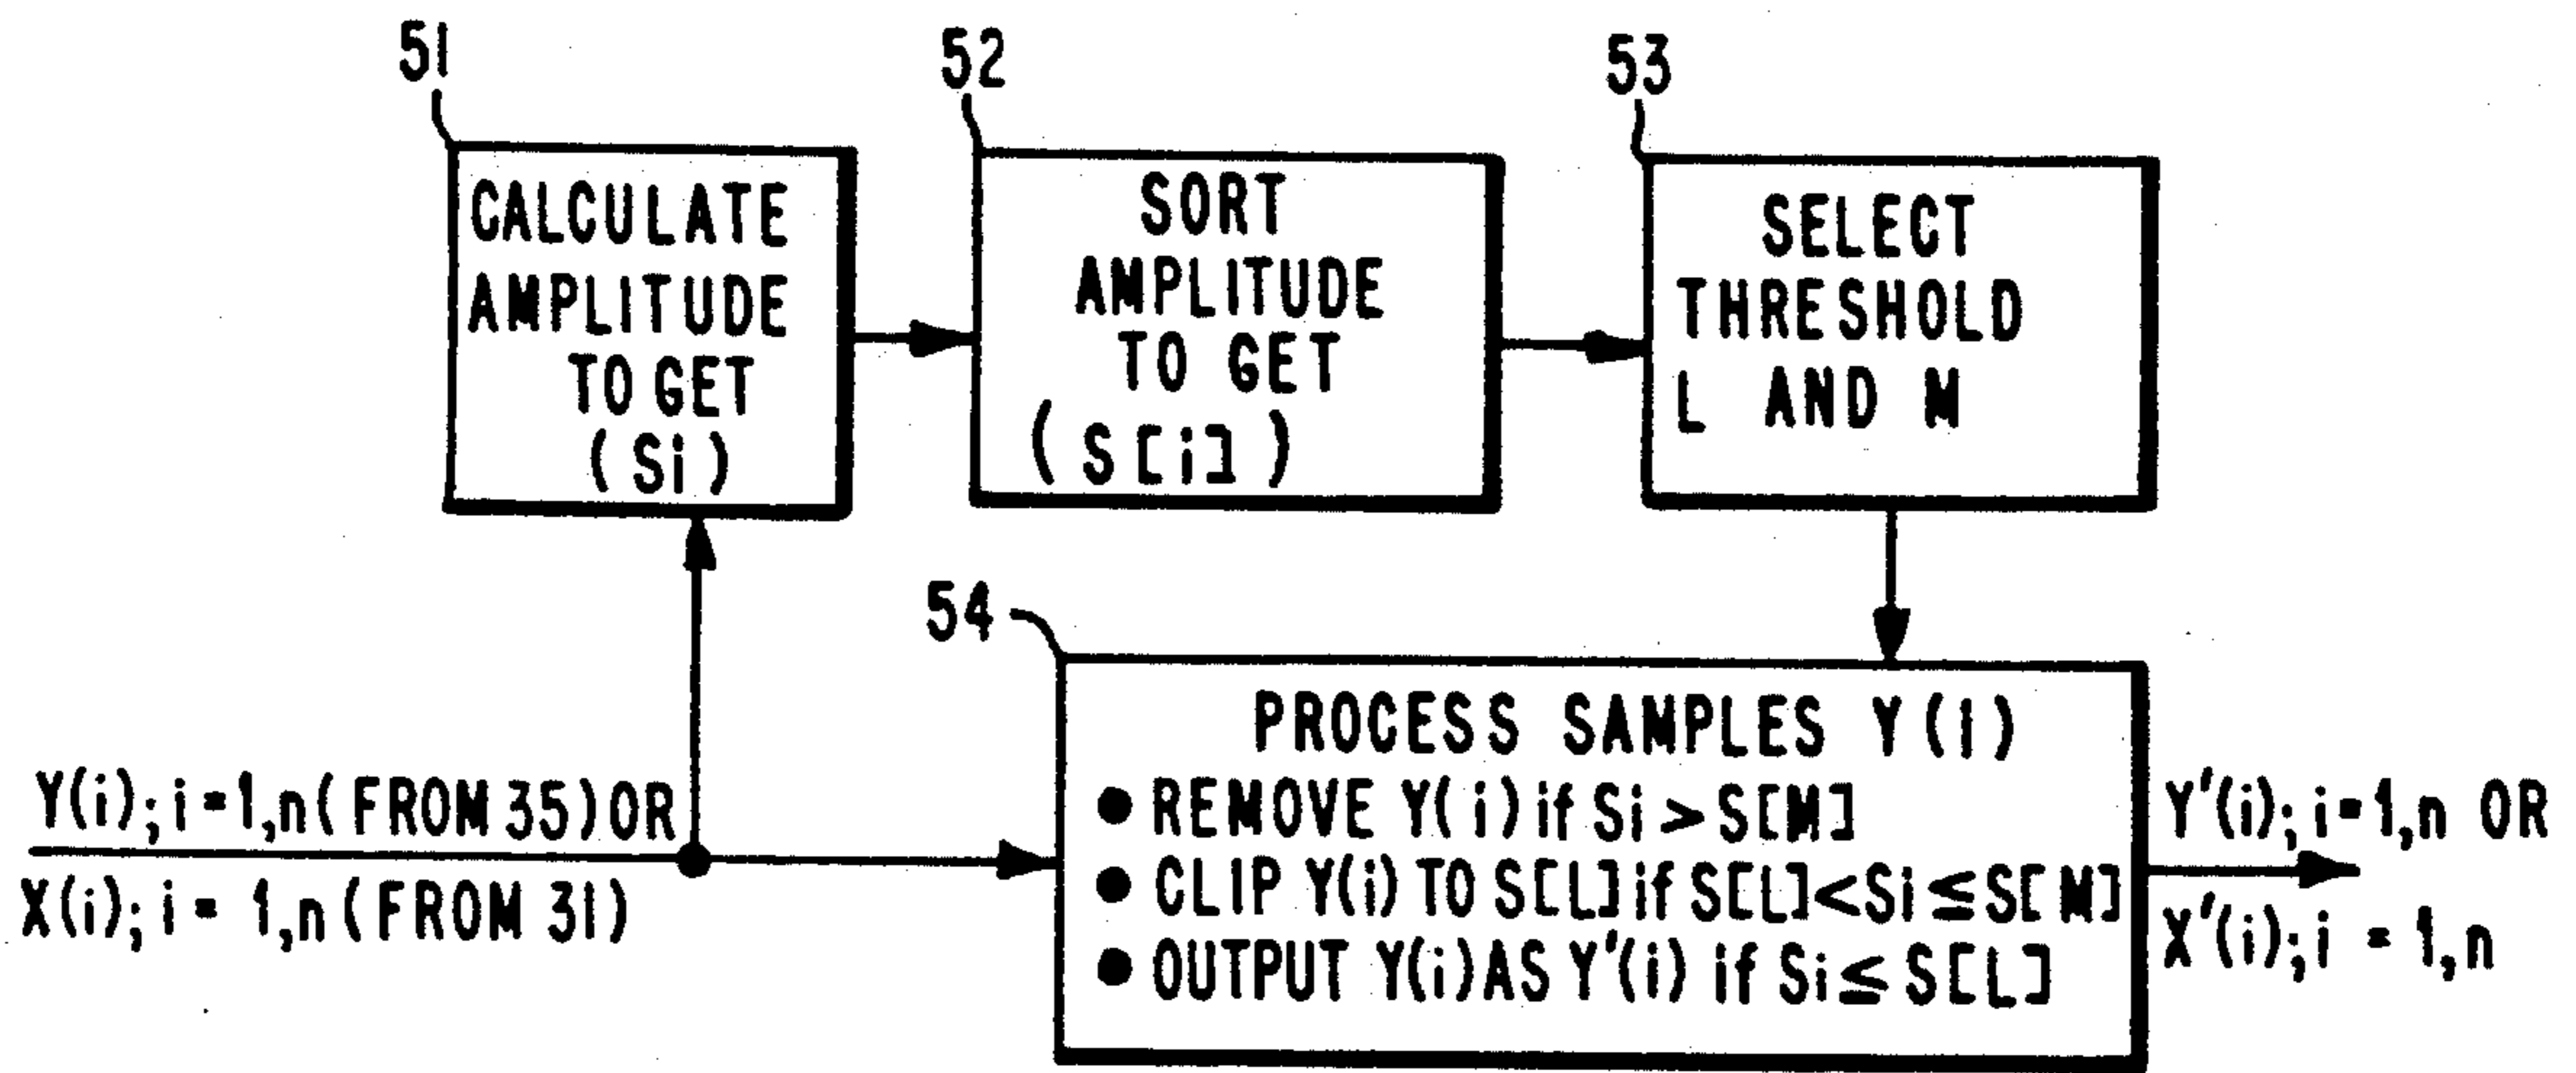 51
CALCULATE
AMPLITUDE
TO GET
(Si)
52
SORT
AMPLITUDE
TO GET
(S[i])
53
SELECT
THRESHOLD
L AND M
54
PROCESS SAMPLES Y(I)
● REMOVE Y(i) if Si > S[M]
● CLIP Y(i) TO S[L] if S[L]<Si≦S[M]
● OUTPUT Y(i) AS Y'(i) if Si≦S[L]
Y(i); i=1,n (FROM 35) OR
X(i); i = 1,n (FROM 31)
Y'(i); i=1,n OR
X'(i); i = 1,n